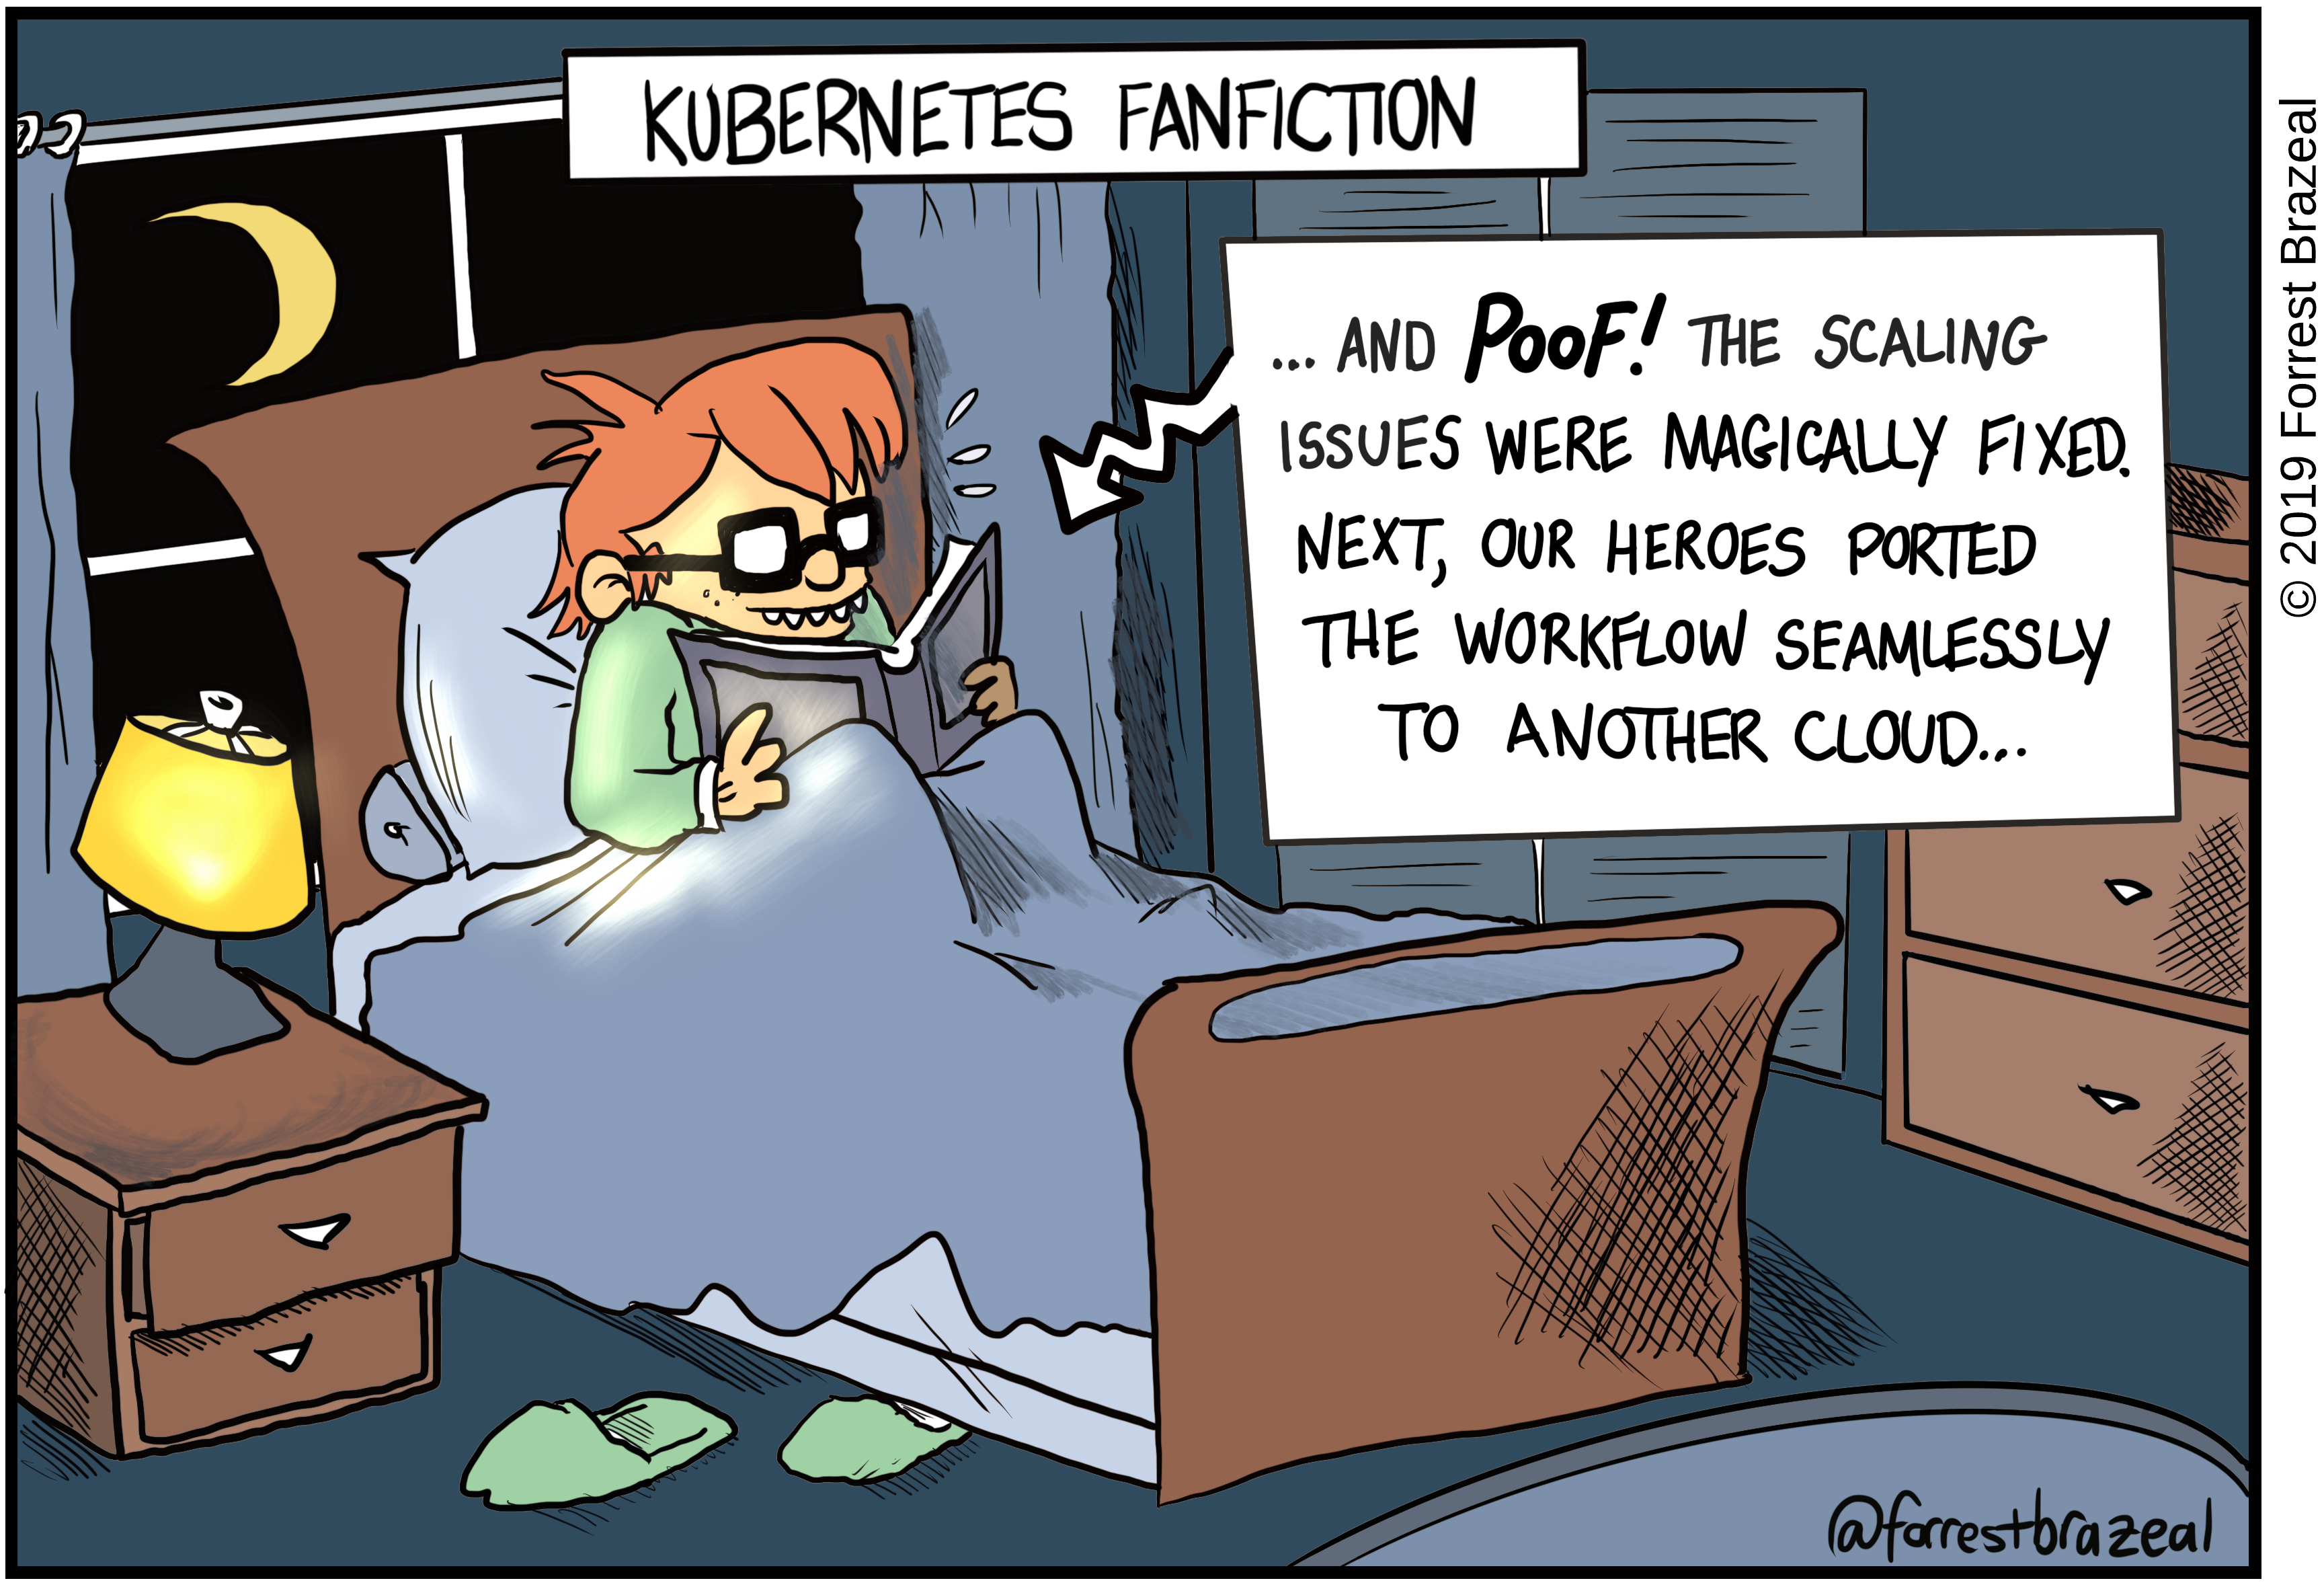 KUBERNETES FANFICTION
... AND POOF! THE SCALING
ISSUES WERE MAGICALLY FIXED.
NEXT, OUR HEROES PORTED
THE WORKFLOW SEAMLESSLY
TO ANOTHER CLOUD...
@forrestbrazeal
© 2019 Forrest Brazeal